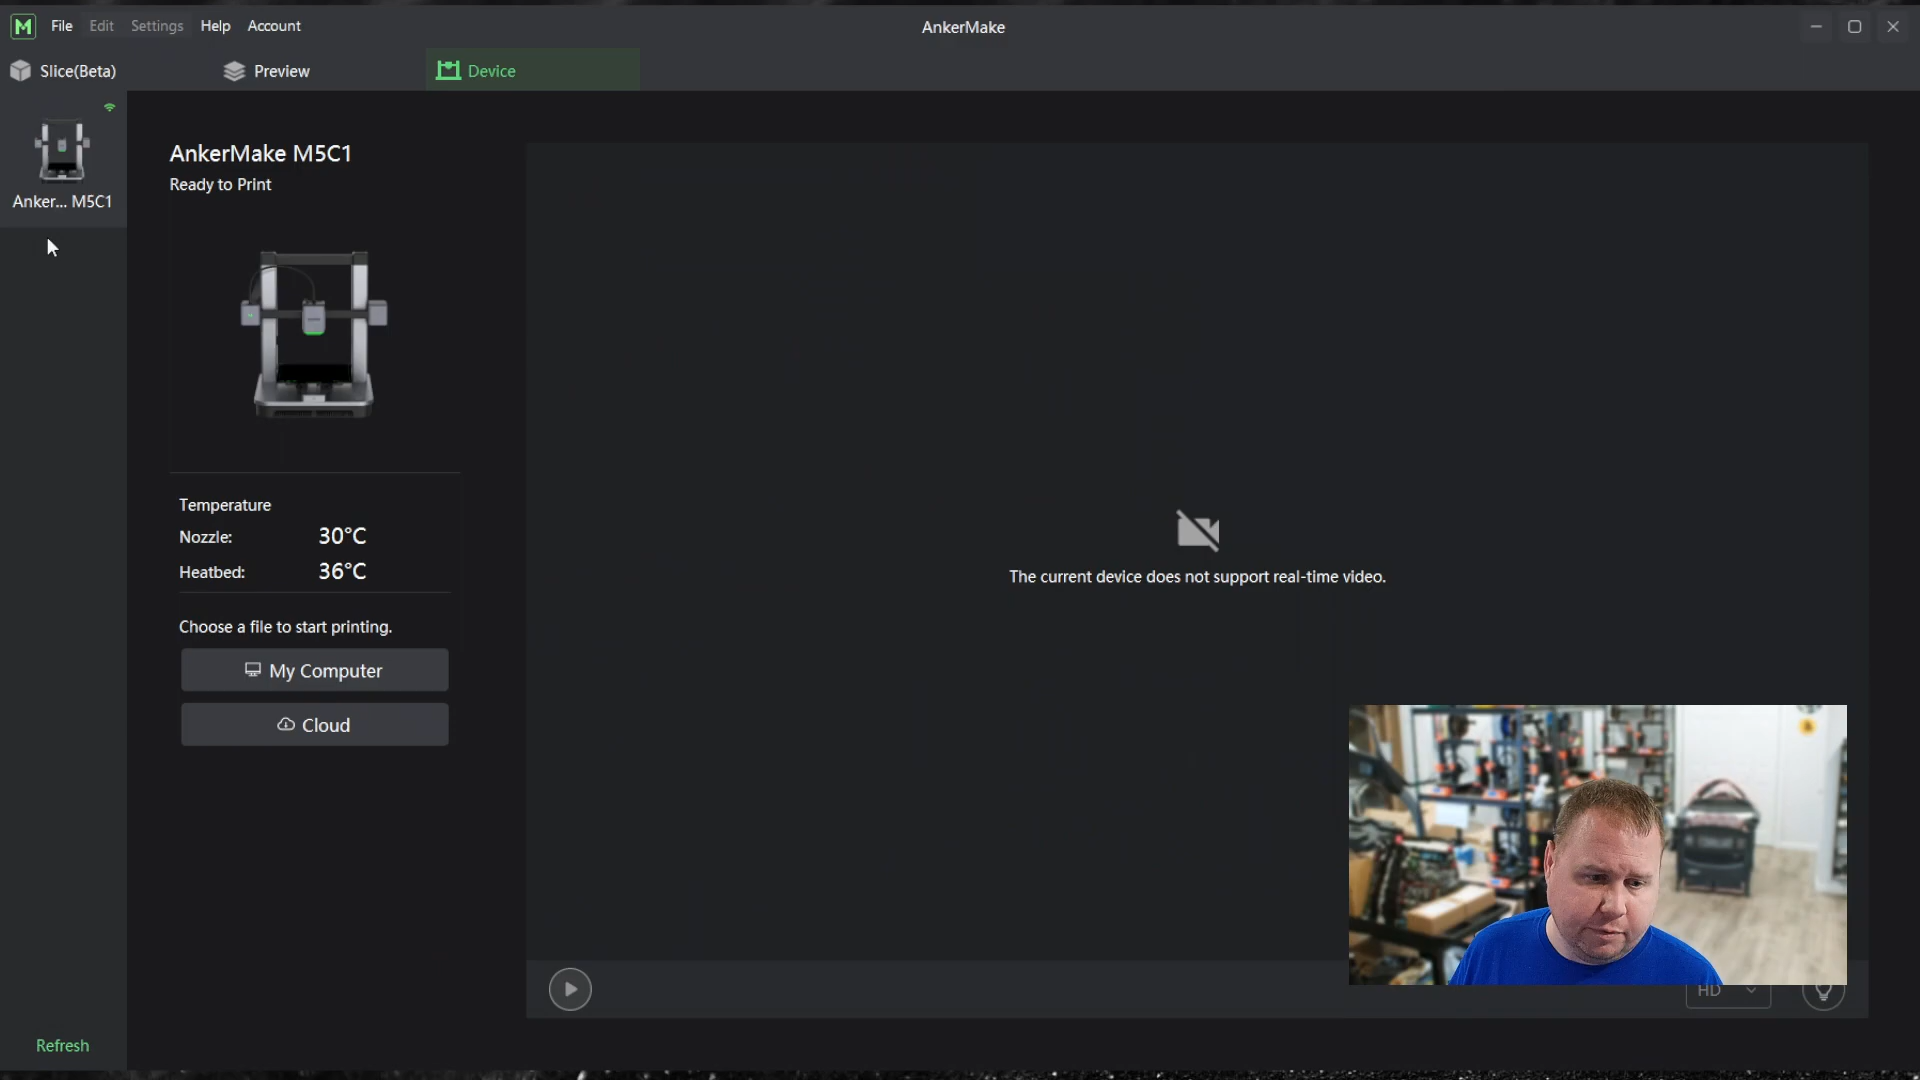 File Edit Settings Help Account
AnkerMake
Slice(Beta) Preview Device
Anker... M5C1
AnkerMake M5C1
Ready to Print
Temperature
Nozzle: 30°C
Heatbed: 36°C
Choose a file to start printing.
My Computer
Cloud
The current device does not support real-time video.
HD
Refresh